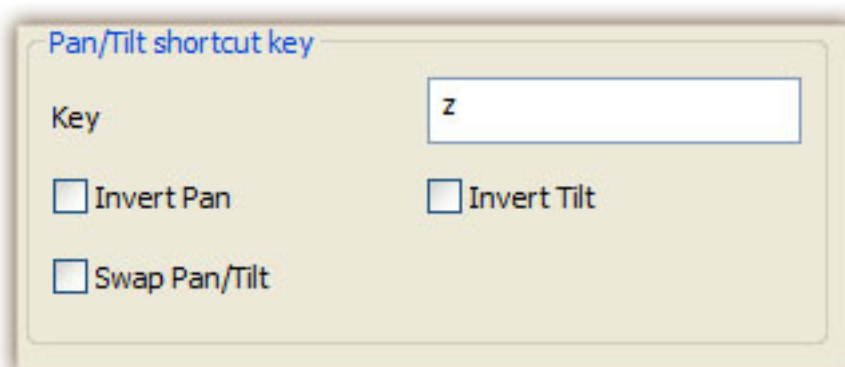 Pan/Tilt shortcut key
Key z
Invert Pan Invert Tilt
Swap Pan/Tilt